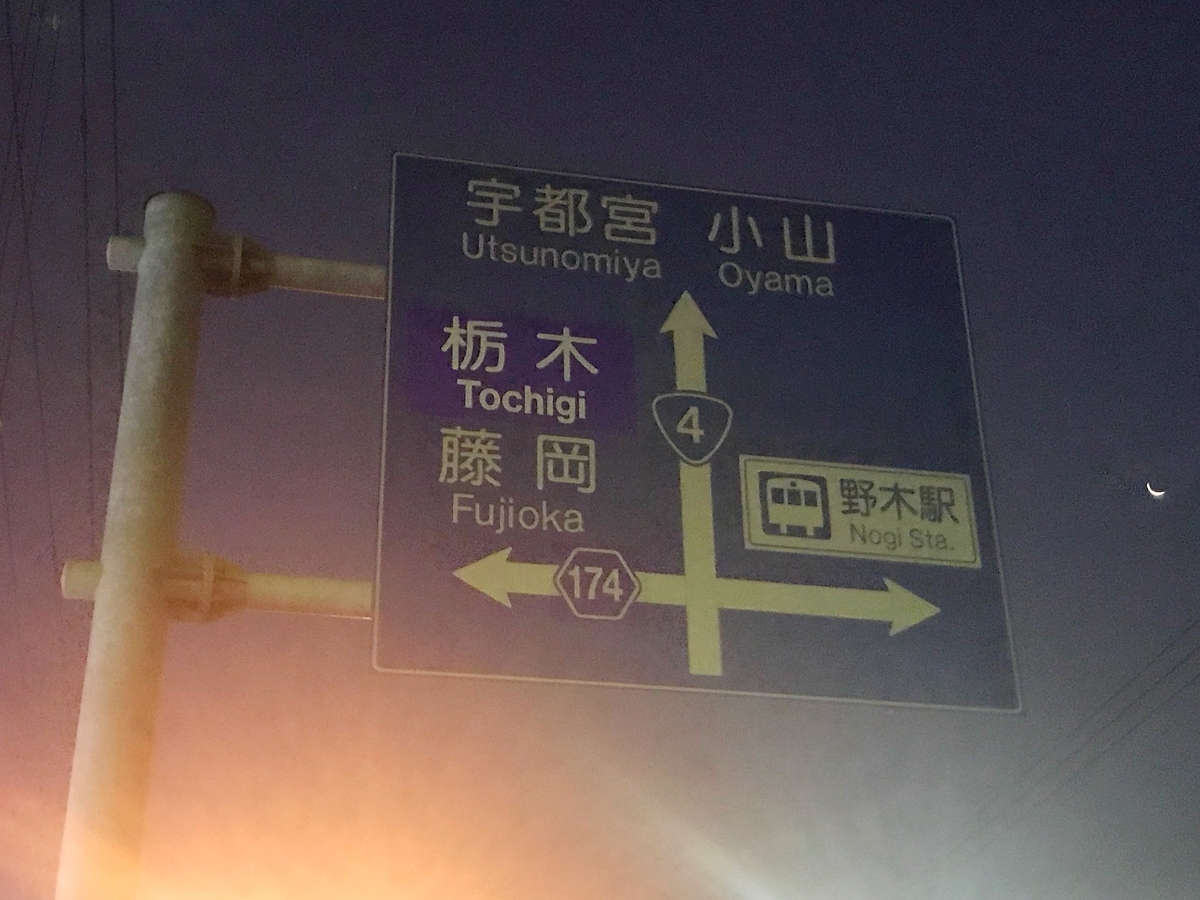 宇都宮 小山
Utsunomiya Oyama
栃木
Tochigi
藤岡
Fujioka
4
野木駅
Nogi Sta.
174